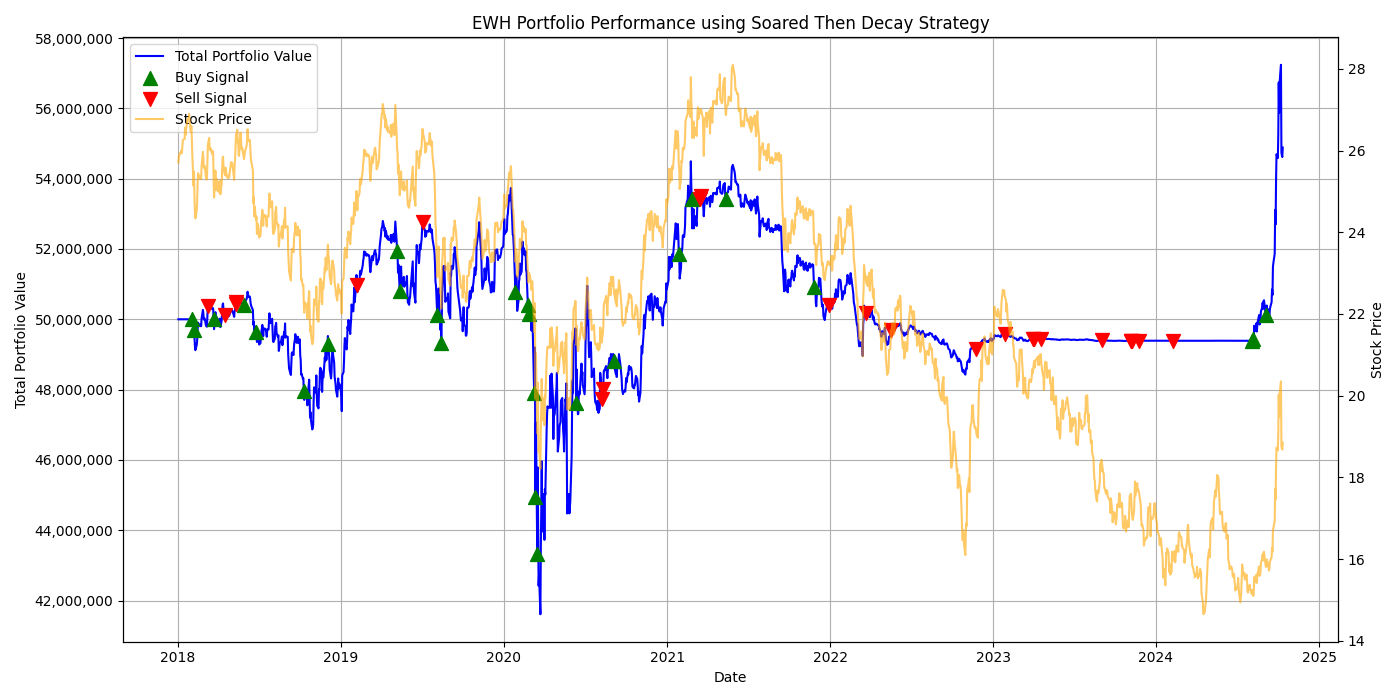 EWH Portfolio Performance using Soared Then Decay Strategy
Total Portfolio Value
Buy Signal
Sell Signal
Stock Price
58,000,000
56,000,000
54,000,000
52,000,000
50,000,000
48,000,000
46,000,000
44,000,000
42,000,000
Total Portfolio Value
28
26
24
22
20
18
16
14
Stock Price
2018 2019 2020 2021 2022 2023 2024 2025
Date